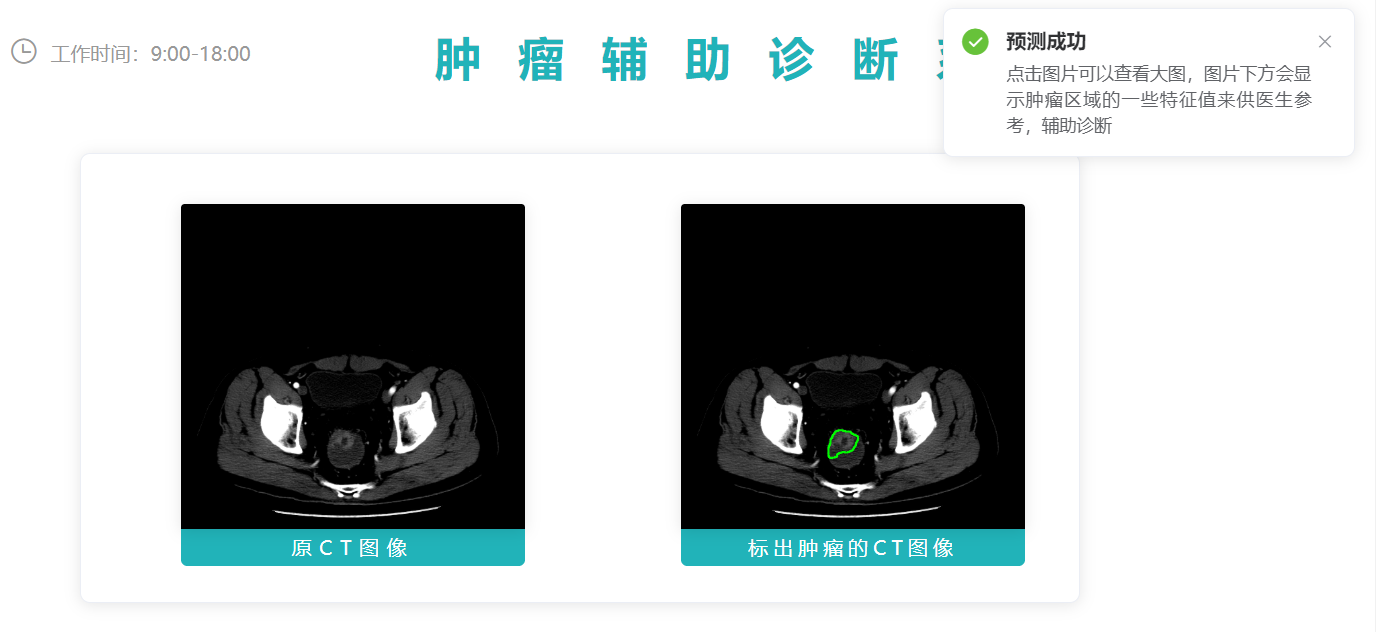 工作时间：9:00-18:00
肿瘤辅助诊断
预测成功
点击图片可以查看大图，图片下方会显
示肿瘤区域的一些特征值来供医生参
考，辅助诊断
原CT图像
标出肿瘤的CT图像